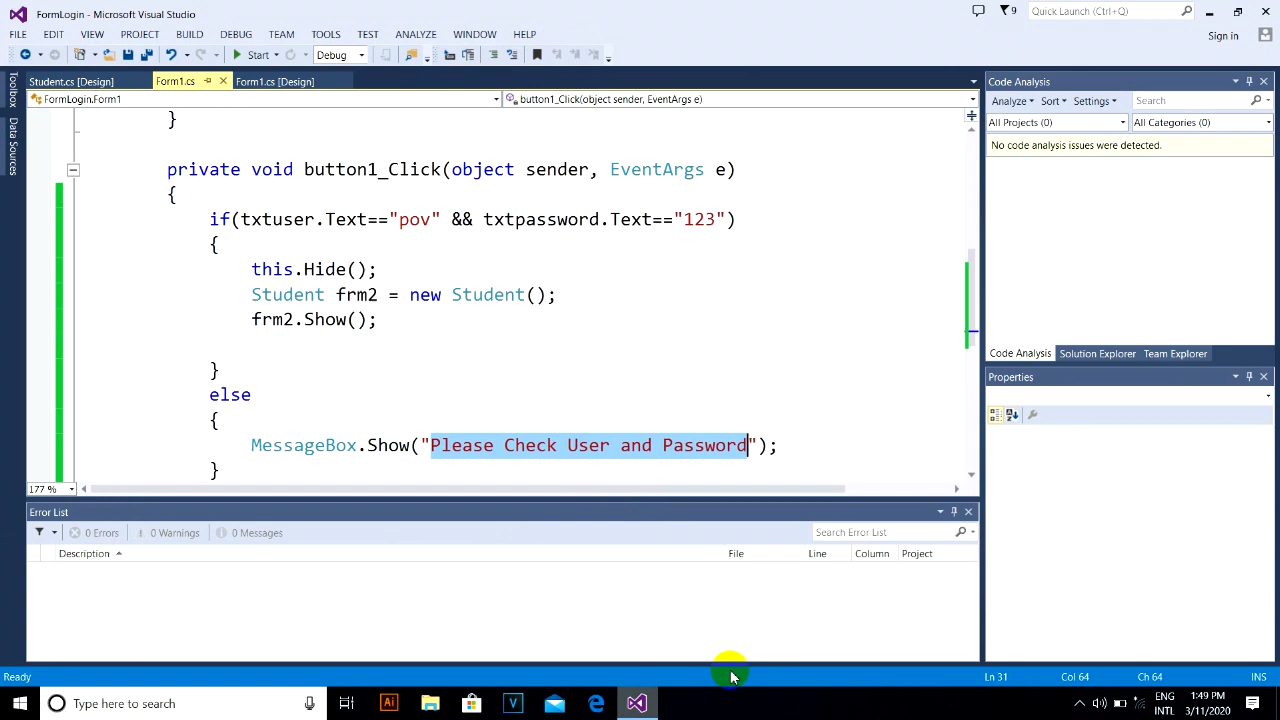 FormLogin - Microsoft Visual Studio
9
Quick Launch (Ctrl+Q)
FILE EDIT VIEW PROJECT BUILD DEBUG TEAM TOOLS TEST ANALYZE WINDOW HELP
Sign in
Start Debug
Toolbox
Data Sources
Student.cs [Design] Form1.cs Form1.cs [Design]
FormLogin.Form1 button1_Click(object sender, EventArgs e)
}
private void button1_Click(object sender, EventArgs e)
{
if(txtuser.Text=="pov" && txtpassword.Text=="123")
{
this.Hide();
Student frm2 = new Student();
frm2.Show();
}
else
{
MessageBox.Show("Please Check User and Password");
}
177 %
Code Analysis
Analyze Sort Settings Search
All Projects (0) All Categories (0)
No code analysis issues were detected.
Code Analysis Solution Explorer Team Explorer
Properties
Error List
0 Errors 0 Warnings 0 Messages Search Error List
Description File Line Column Project
Ready Ln 31 Col 64 Ch 64 INS
Type here to search
Ai
V
ENG
INTL
1:49 PM
3/11/2020